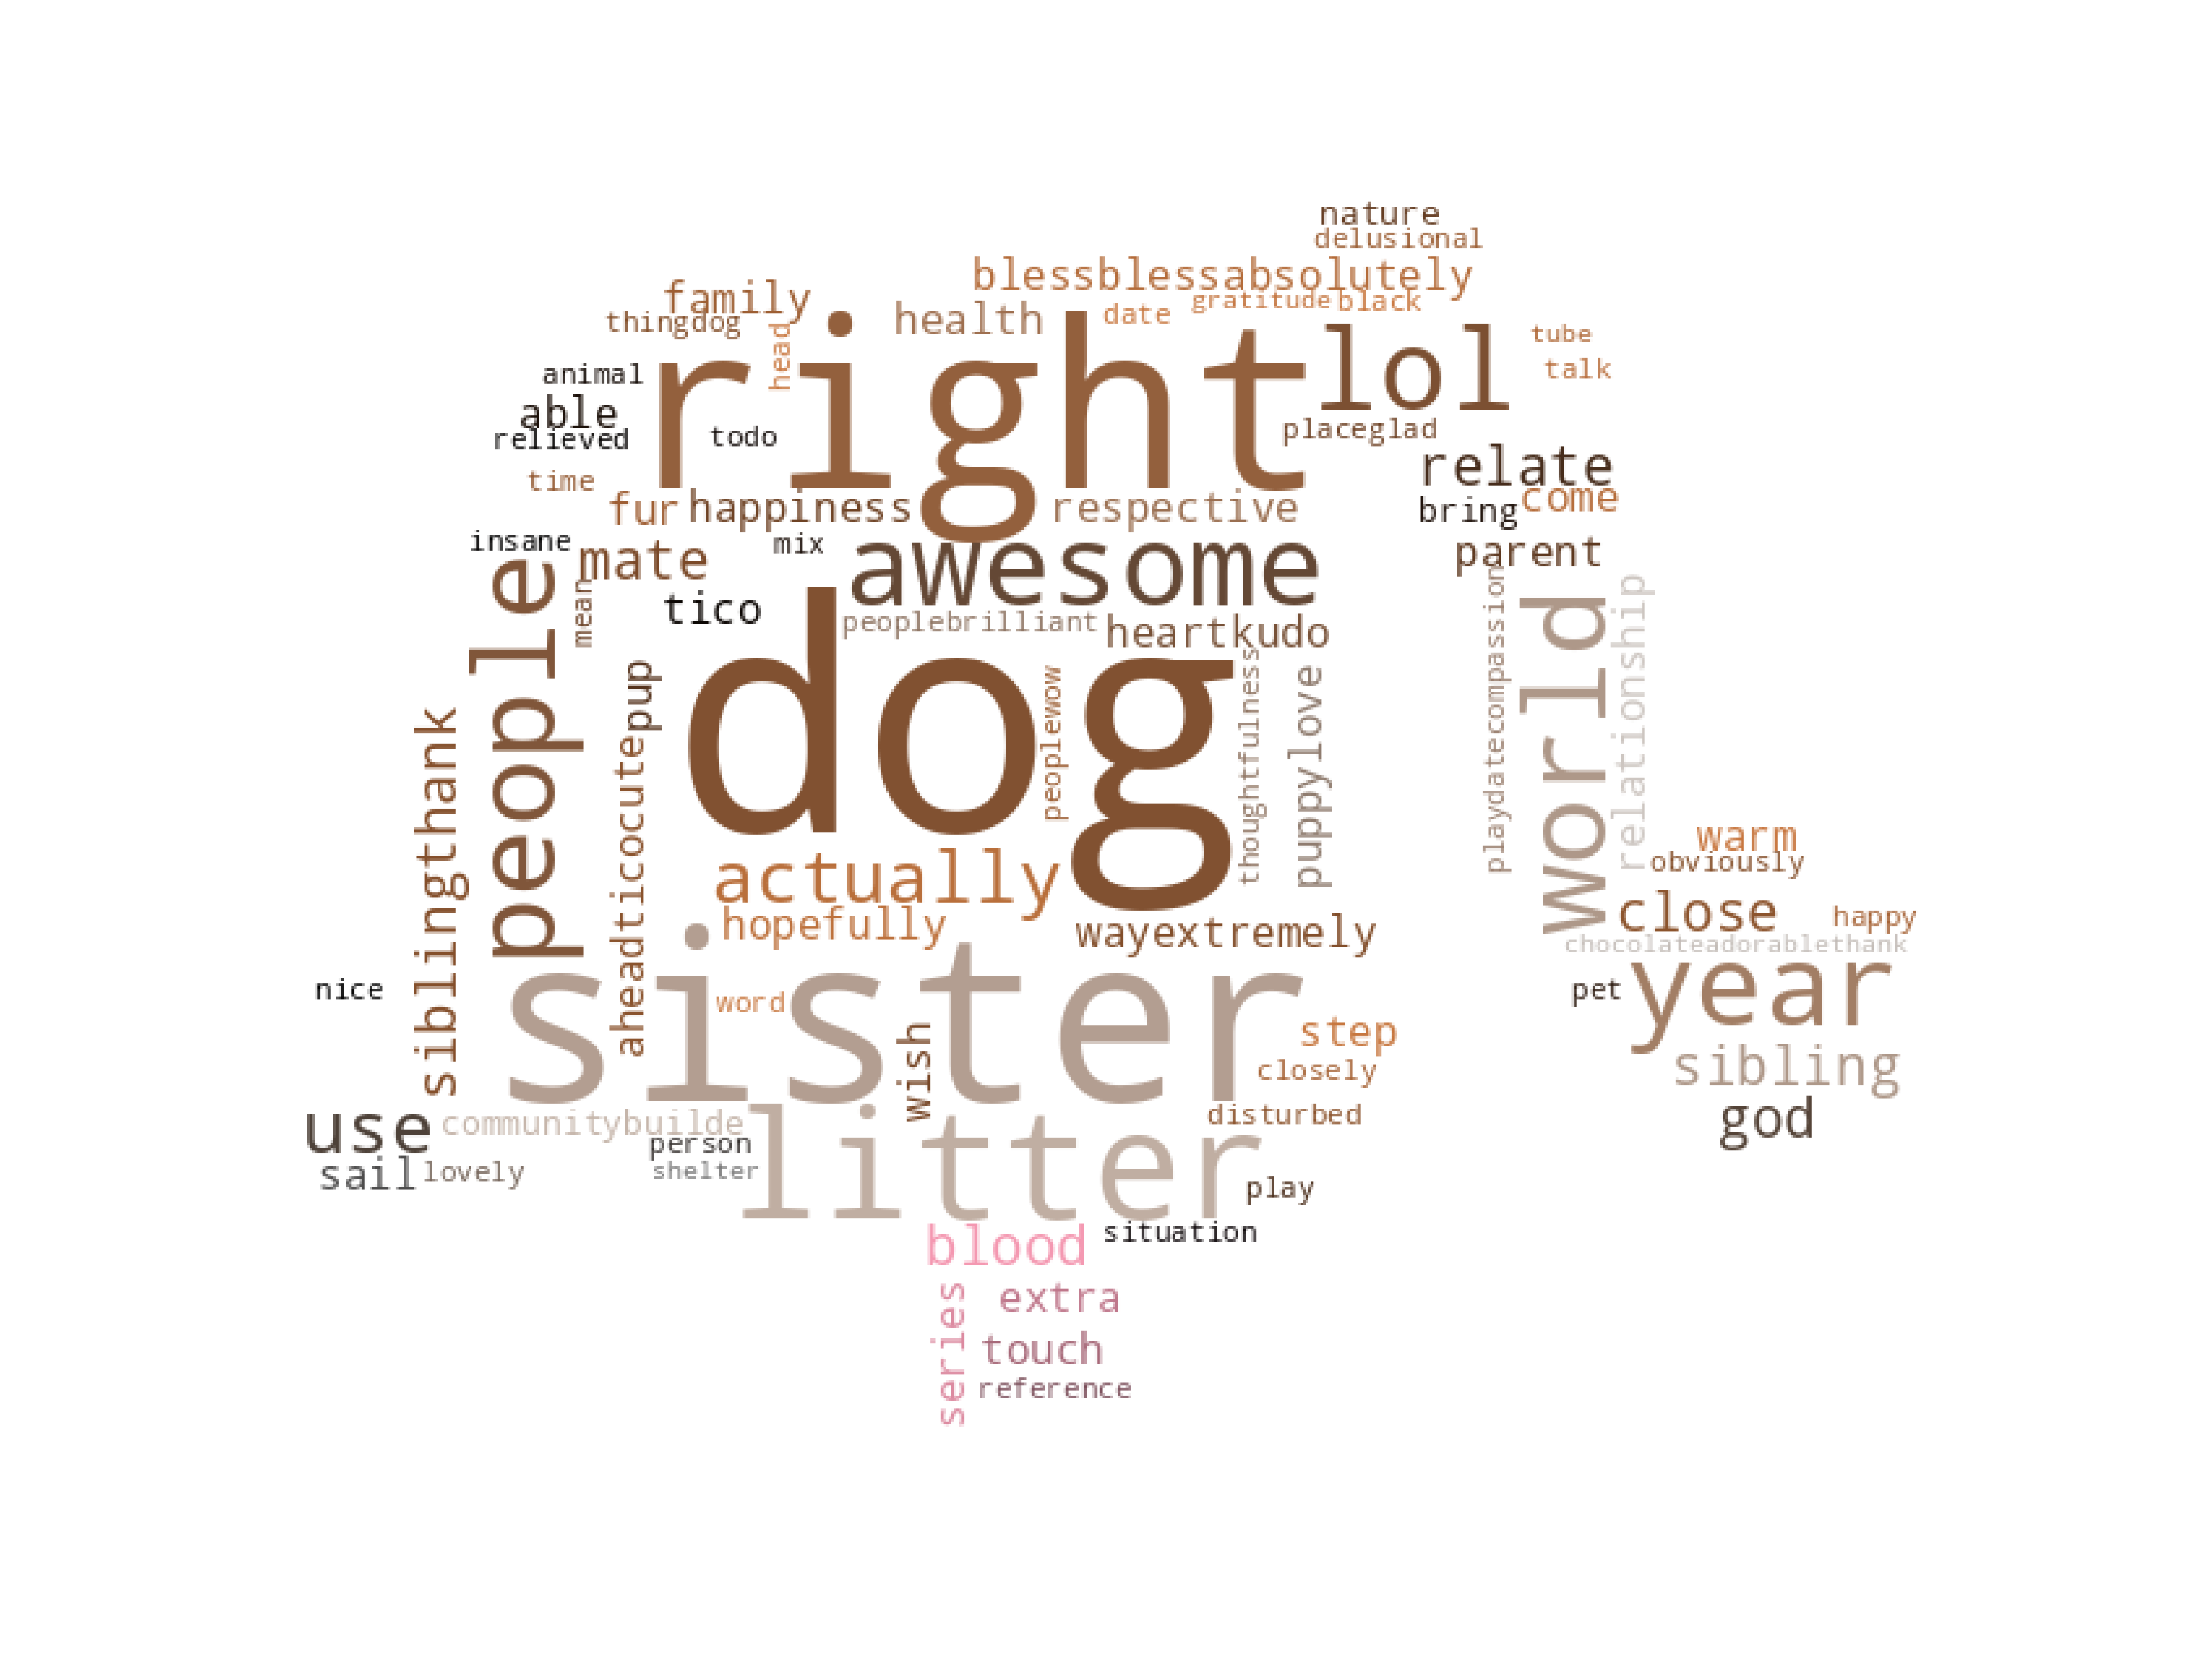 nature
delusional
blessblessabsolutely
family
gratitude
black
date
health
thingdog
head
right
lol
tube
talk
animal
able
relieved
todo
placeglad
relate
time
fur
happiness
respective
bring
come
insane
mate
mix
awesome
parent
people
mean
tico
peoplebrilliant
heartkudo
playdatecompassion
world
relationship
siblingthank
aheadticocute
pup
dog
peoplewow
thoughtfulness
puppylove
warm
obviously
actually
hopefully
wayextremely
close
happy
chocolateadorablethank
nice
sister
word
wish
step
closely
pet
year
sibling
use
communitybuilde
person
shelter
litter
disturbed
god
sail
lovely
play
blood
situation
series
extra
touch
reference